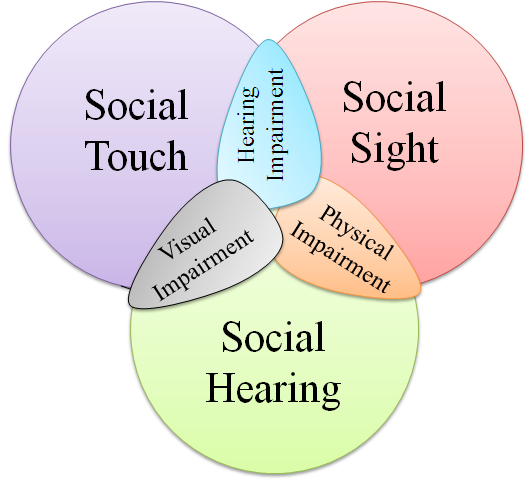 Social
Touch
Hearing
Impairment
Social
Sight
Visual
Impairment
Physical
Impairment
Social
Hearing